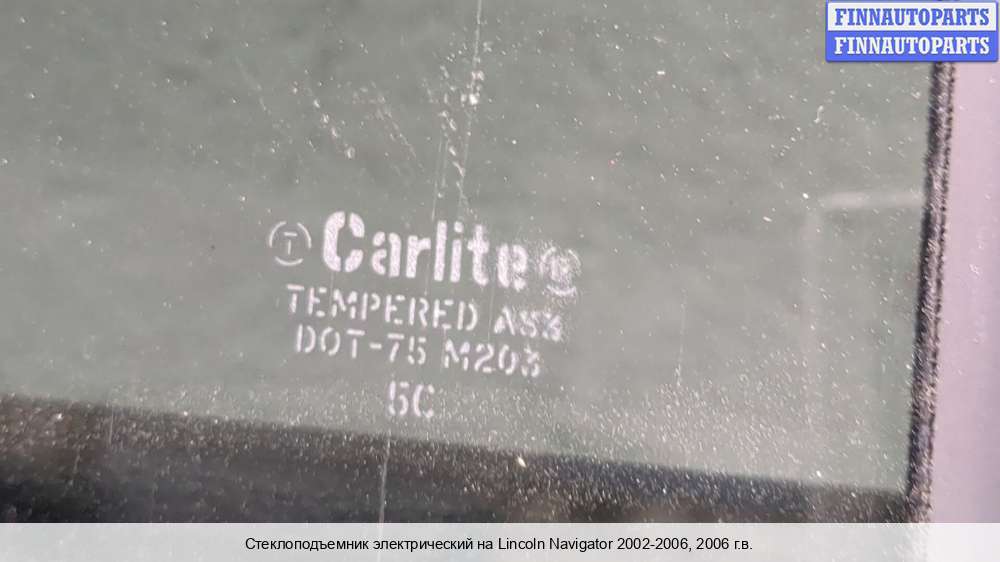 FINNAUTOPARTS
FINNAUTOPARTS
T Carlite
TEMPERED AS3
DOT-75 M203
5C
Стеклоподъемник электрический на Lincoln Navigator 2002-2006, 2006 г.в.